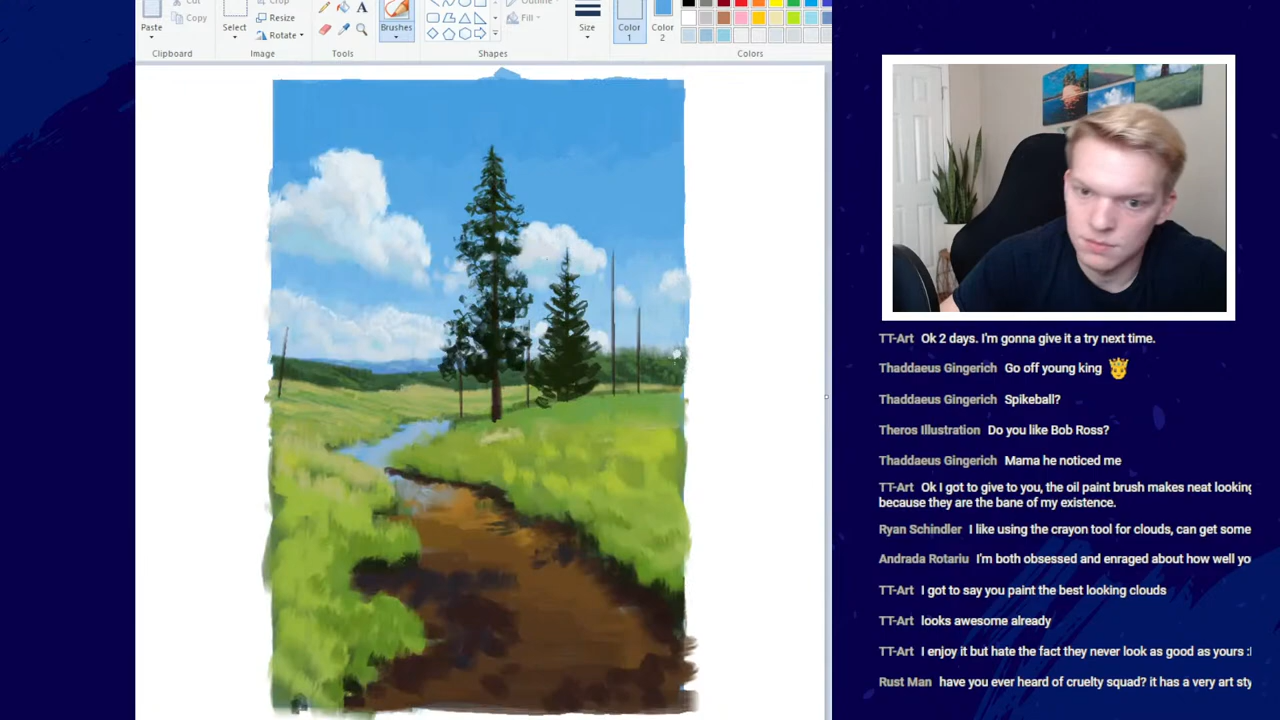 Crop
Outline
Paste
Copy
Select
Resize
Rotate
Brushes
Fill
Size
Color
1
Color
2
A
Clipboard
Image
Tools
Shapes
Colors
TT-Art Ok 2 days. I'm gonna give it a try next time.
Thaddaeus Gingerich Go off young king
Thaddaeus Gingerich Spikeball?
Theros Illustration Do you like Bob Ross?
Thaddaeus Gingerich Mama he noticed me
TT-Art Ok I got to give to you, the oil paint brush makes neat looking
because they are the bane of my existence.
Ryan Schindler I like using the crayon tool for clouds, can get some
Andrada Rotariu I'm both obsessed and enraged about how well yo
TT-Art I got to say you paint the best looking clouds
TT-Art looks awesome already
TT-Art I enjoy it but hate the fact they never look as good as yours :
Rust Man have you ever heard of cruelty squad? it has a very art sty